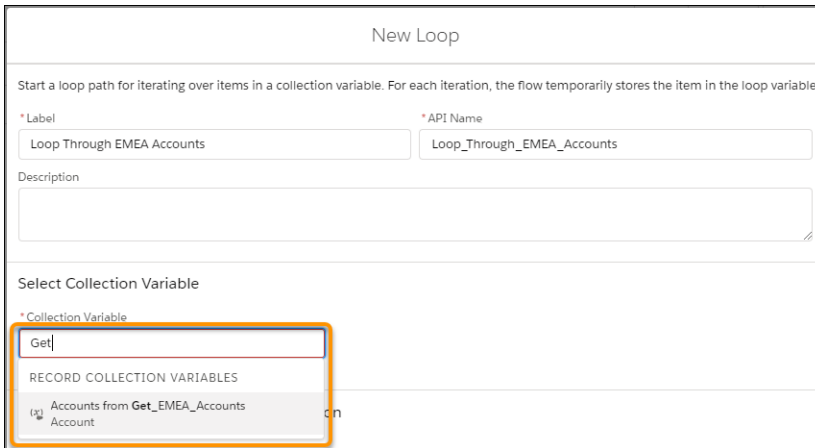 New Loop
Start a loop path for iterating over items in a collection variable. For each iteration, the flow temporarily stores the item in the loop variable
* Label
* API Name
Loop Through EMEA Accounts
Loop_Through_EMEA_Accounts
Description
Select Collection Variable
* Collection Variable
Get
RECORD COLLECTION VARIABLES
Accounts from Get_EMEA_Accounts
Account
on